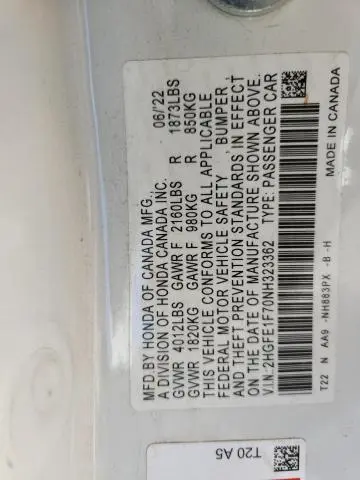 MFD.BY HONDA OF CANADA MFG., 06/'22
A DIVISION OF HONDA CANADA INC.
GVWR 4012LBS GAWR F 2160LBS R 1873LBS
GVWR 1820KG GAWR F 980KG R 850KG
THIS VEHICLE CONFORMS TO ALL APPLICABLE
FEDERAL MOTOR VEHICLE SAFETY, BUMPER,
AND THEFT PREVENTION STANDARDS IN EFFECT
ON THE DATE OF MANUFACTURE SHOWN ABOVE.
V.I.N.:2HGFE1F70NH323362 TYPE: PASSENGER CAR
T22 N AA9 -NH883PX -B -H MADE IN CANADA
T20 A5